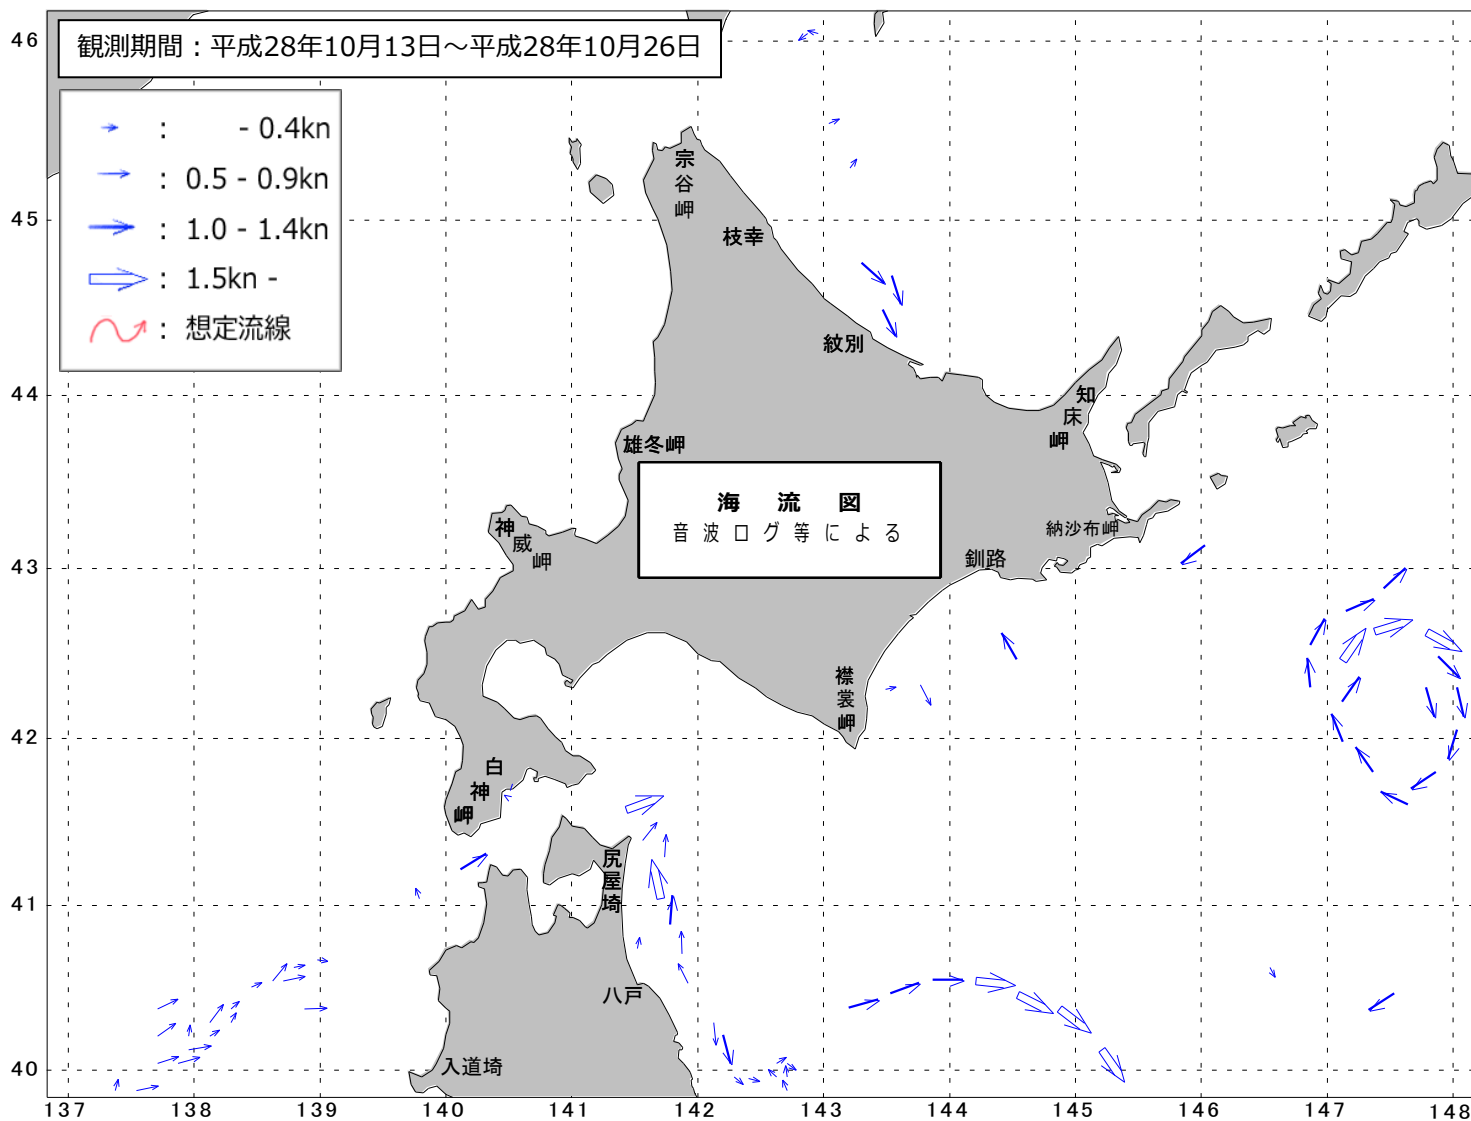 観測期間：平成28年10月13日～平成28年10月26日
： - 0.4kn
： 0.5 - 0.9kn
： 1.0 - 1.4kn
： 1.5kn -
： 想定流線
46
45
44
43
42
41
40
宗谷岬
枝幸
紋別
知床岬
雄冬岬
海 流 図
音 波 ロ グ 等 に よ る
神威岬
納沙布岬
釧路
襟裳岬
白神岬
尻屋埼
八戸
入道埼
137 138 139 140 141 142 143 144 145 146 147 148